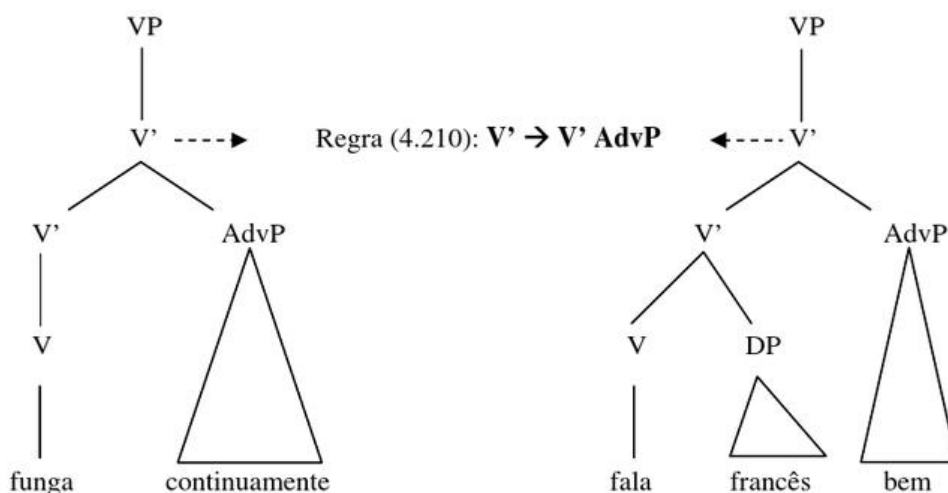 VP VP
V' Regra (4.210): V' → V' AdvP V'
V' AdvP V' AdvP
V V DP
funga continuamente fala francês bem